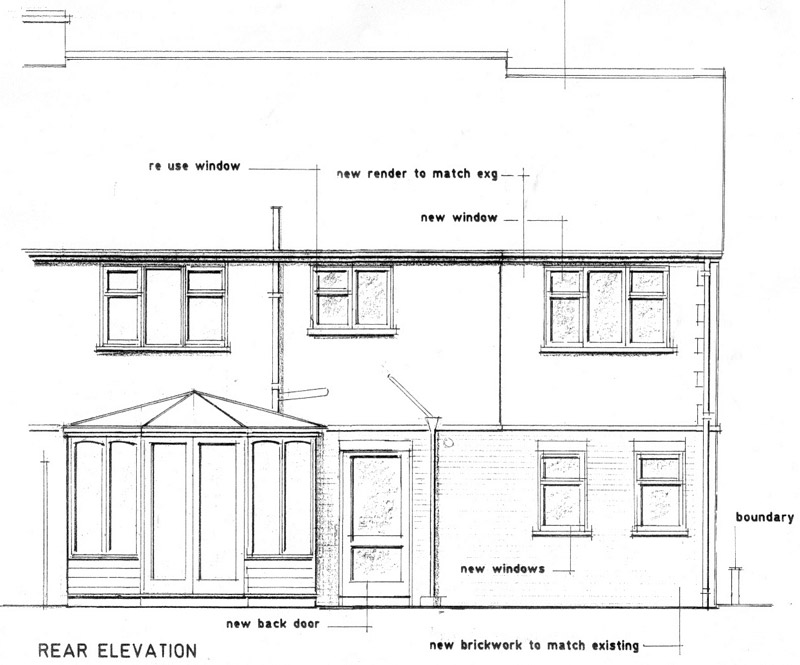 re use window
new render to match exg
new window
boundary
new windows
new back door
new brickwork to match existing
REAR ELEVATION